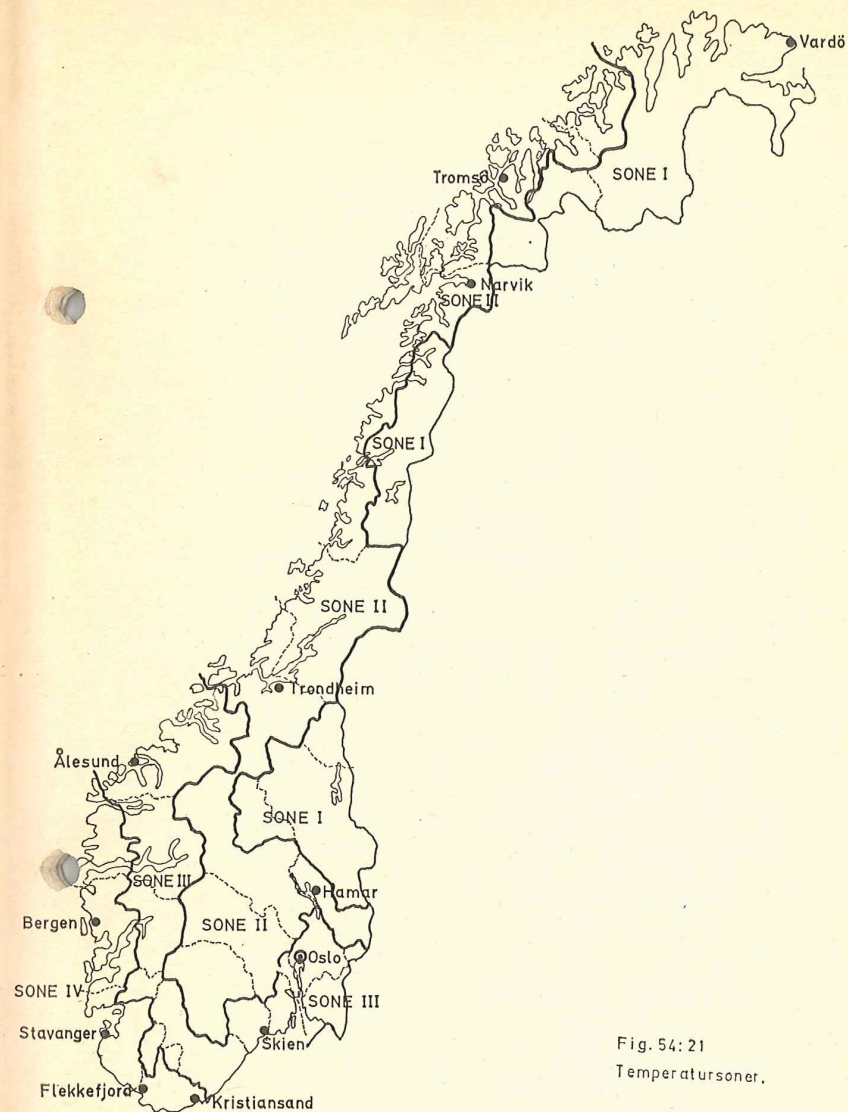 Vardö
SONE I
Tromsö
Narvik
SONE II
SONE I
SONE II
Trondheim
Ålesund
SONE I
SONE III
Hamar
Bergen
SONE II
Oslo
SONE IV
SONE III
Stavanger
Skien
Fig. 54:21
Temperatursoner.
Flekkefjord
Kristiansand